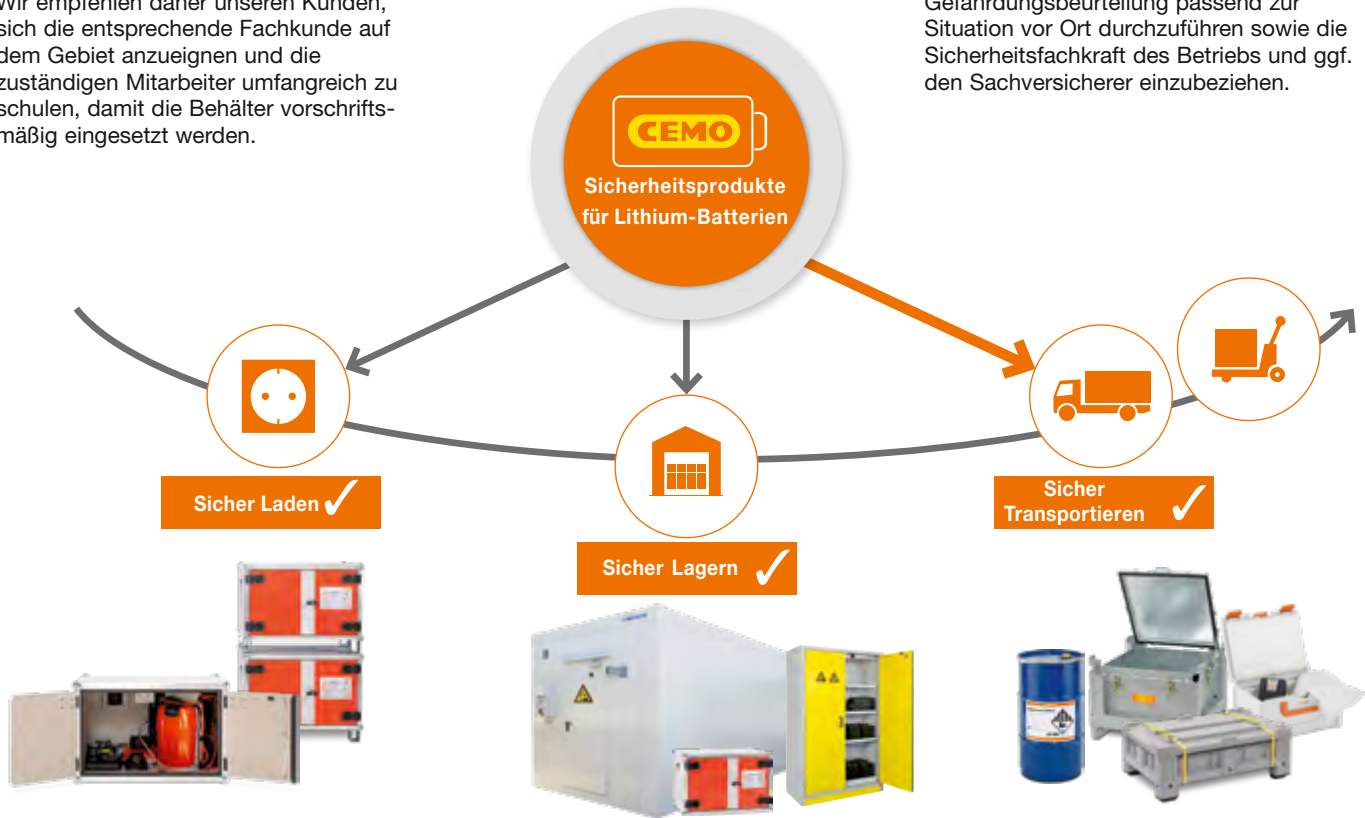 Wir empfehlen daher unseren Kunden,
sich die entsprechende Fachkunde auf
dem Gebiet anzueignen und die
zuständigen Mitarbeiter umfangreich zu
schulen, damit die Behälter vorschrifts-
mäßig eingesetzt werden.
Gefährdungsbeurteilung passend zur
Situation vor Ort durchzuführen sowie die
Sicherheitsfachkraft des Betriebs und ggf.
den Sachversicherer einzubeziehen.
CEMO
Sicherheitsprodukte
für Lithium-Batterien
Sicher Laden
Sicher Lagern
Sicher
Transportieren